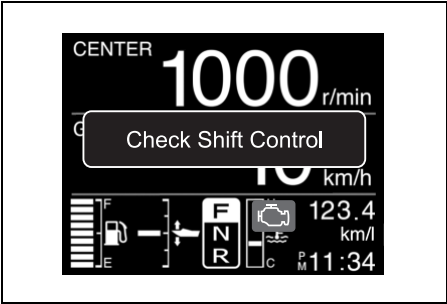 CENTER
1000 r/min
G
Check Shift Control
10 km/h
F F H
N 123.4
km/l
E R C PM 11:34